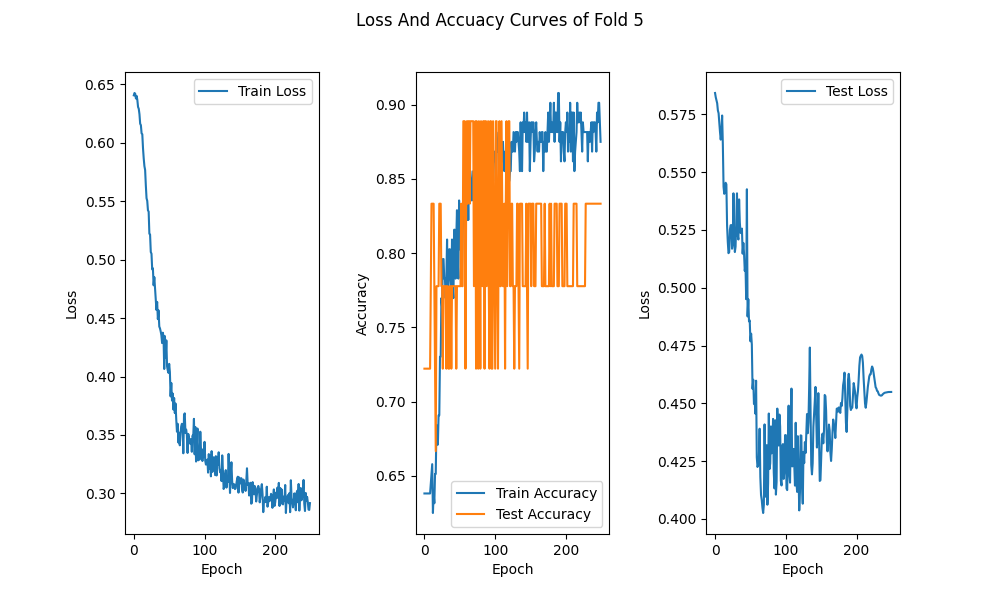 Loss And Accuacy Curves of Fold 5
Train Loss
0.65
0.60
0.55
0.50
0.45
0.40
0.35
0.30
Loss
0 100 200
Epoch
0.90
0.85
0.80
0.75
0.70
0.65
Accuracy
Train Accuracy
Test Accuracy
0 100 200
Epoch
Test Loss
0.575
0.550
0.525
0.500
0.475
0.450
0.425
0.400
Loss
0 100 200
Epoch